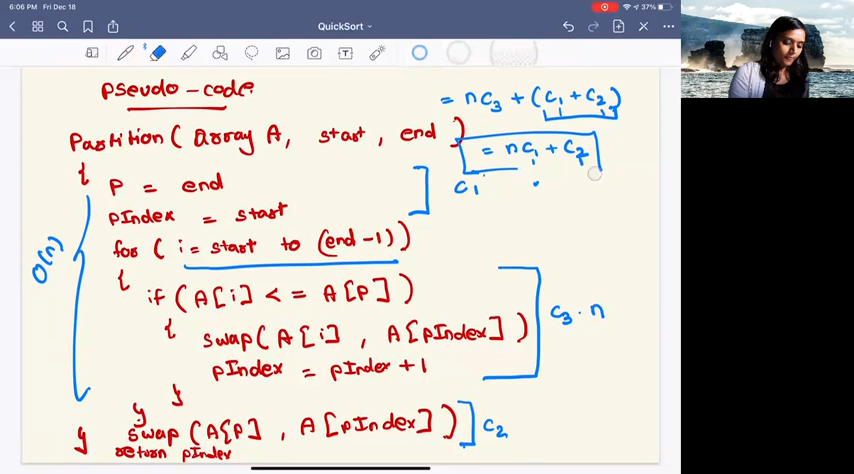 6:06 PM Fri Dec 18
37%
QuickSort
Pseudo-code
= nc3 + (c1 + c2)
Partition( Array A, start, end )
= nc1 + c2
{
P = end
c1
pIndex = start
for ( i = start to (end-1))
O(n)
{
if (A[i] <= A[P])
{
swap(A[i] , A[pIndex])
c3 · n
pIndex = pIndex + 1
}
}
swap (A[P] , A[pIndex])
c2
}
return pIndex